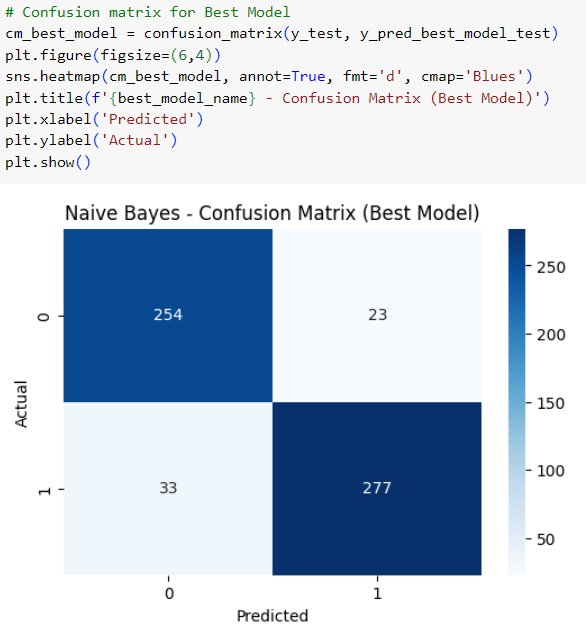 # Confusion matrix for Best Model
cm_best_model = confusion_matrix(y_test, y_pred_best_model_test)
plt.figure(figsize=(6,4))
sns.heatmap(cm_best_model, annot=True, fmt='d', cmap='Blues')
plt.title(f'{best_model_name} - Confusion Matrix (Best Model)')
plt.xlabel('Predicted')
plt.ylabel('Actual')
plt.show()
Naive Bayes - Confusion Matrix (Best Model)
Actual
0
254
23
1
33
277
0
1
Predicted
250
200
150
100
50